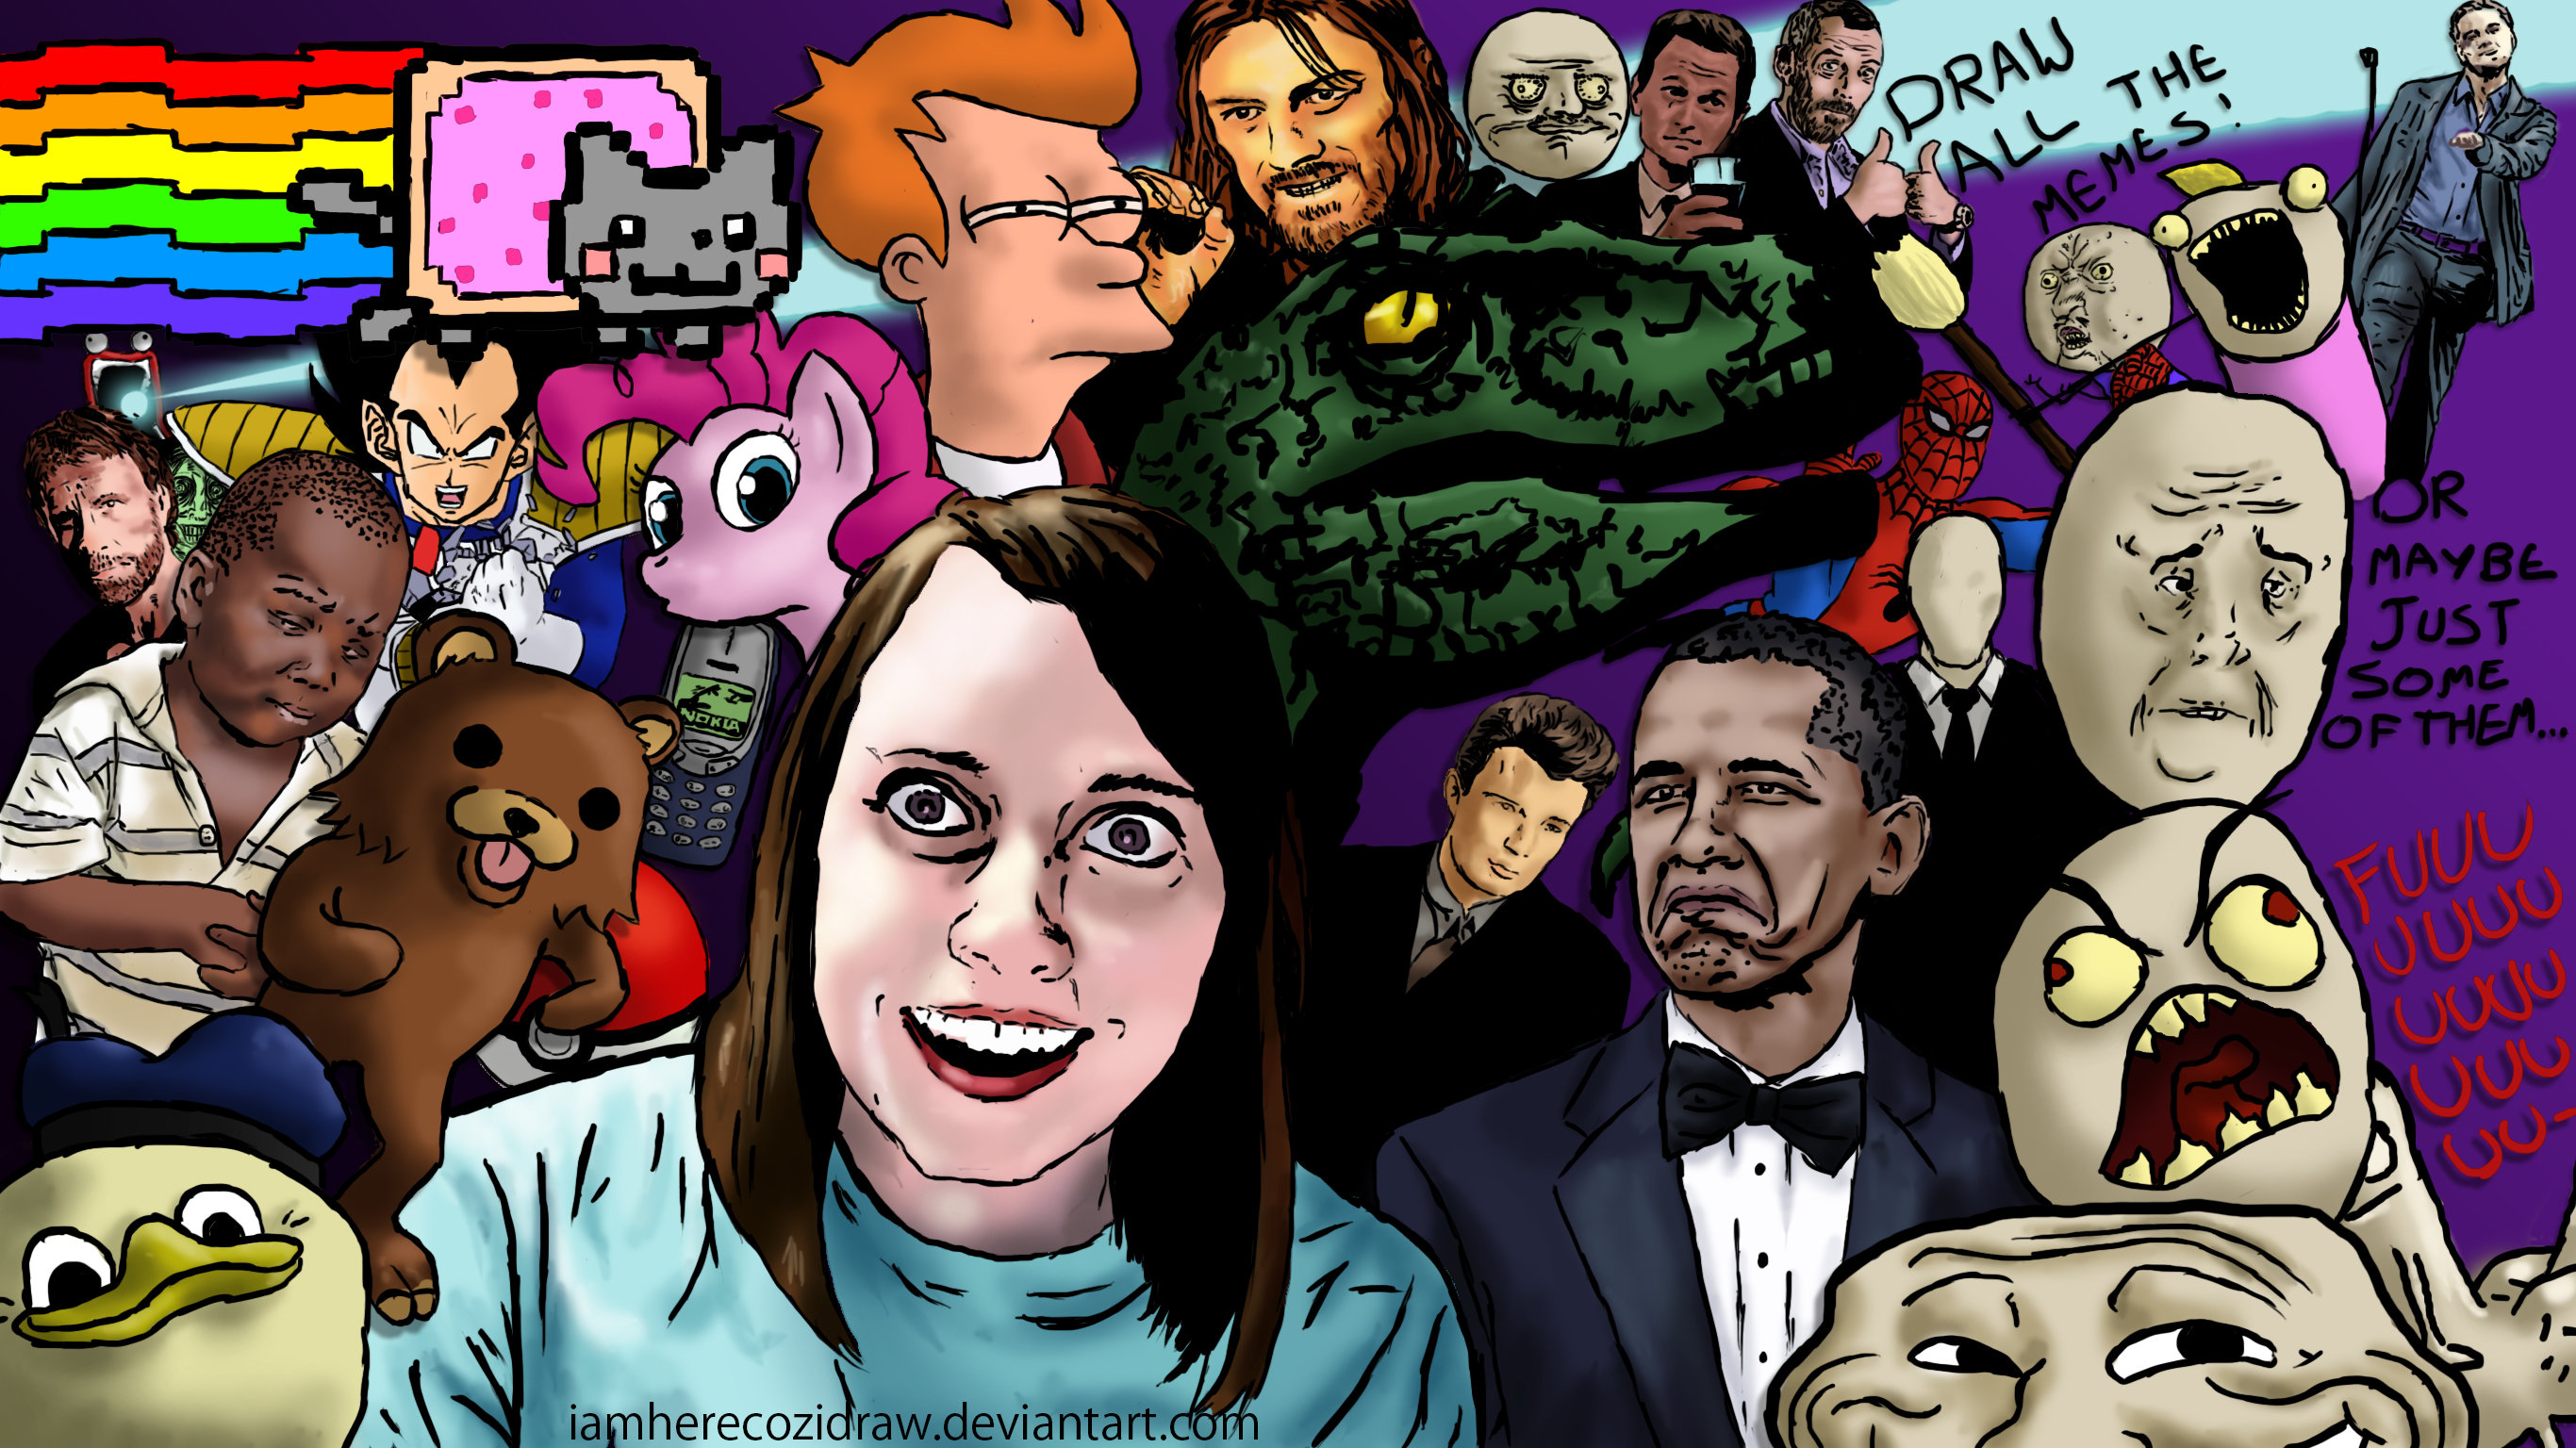 DRAW
ALL THE
MEMES!
OR
MAYBE
JUST
SOME
OF THEM...
NOKIA
FUUU
UUUU
UUUU
UUU
UU-
iamherecozidraw.deviantart.com